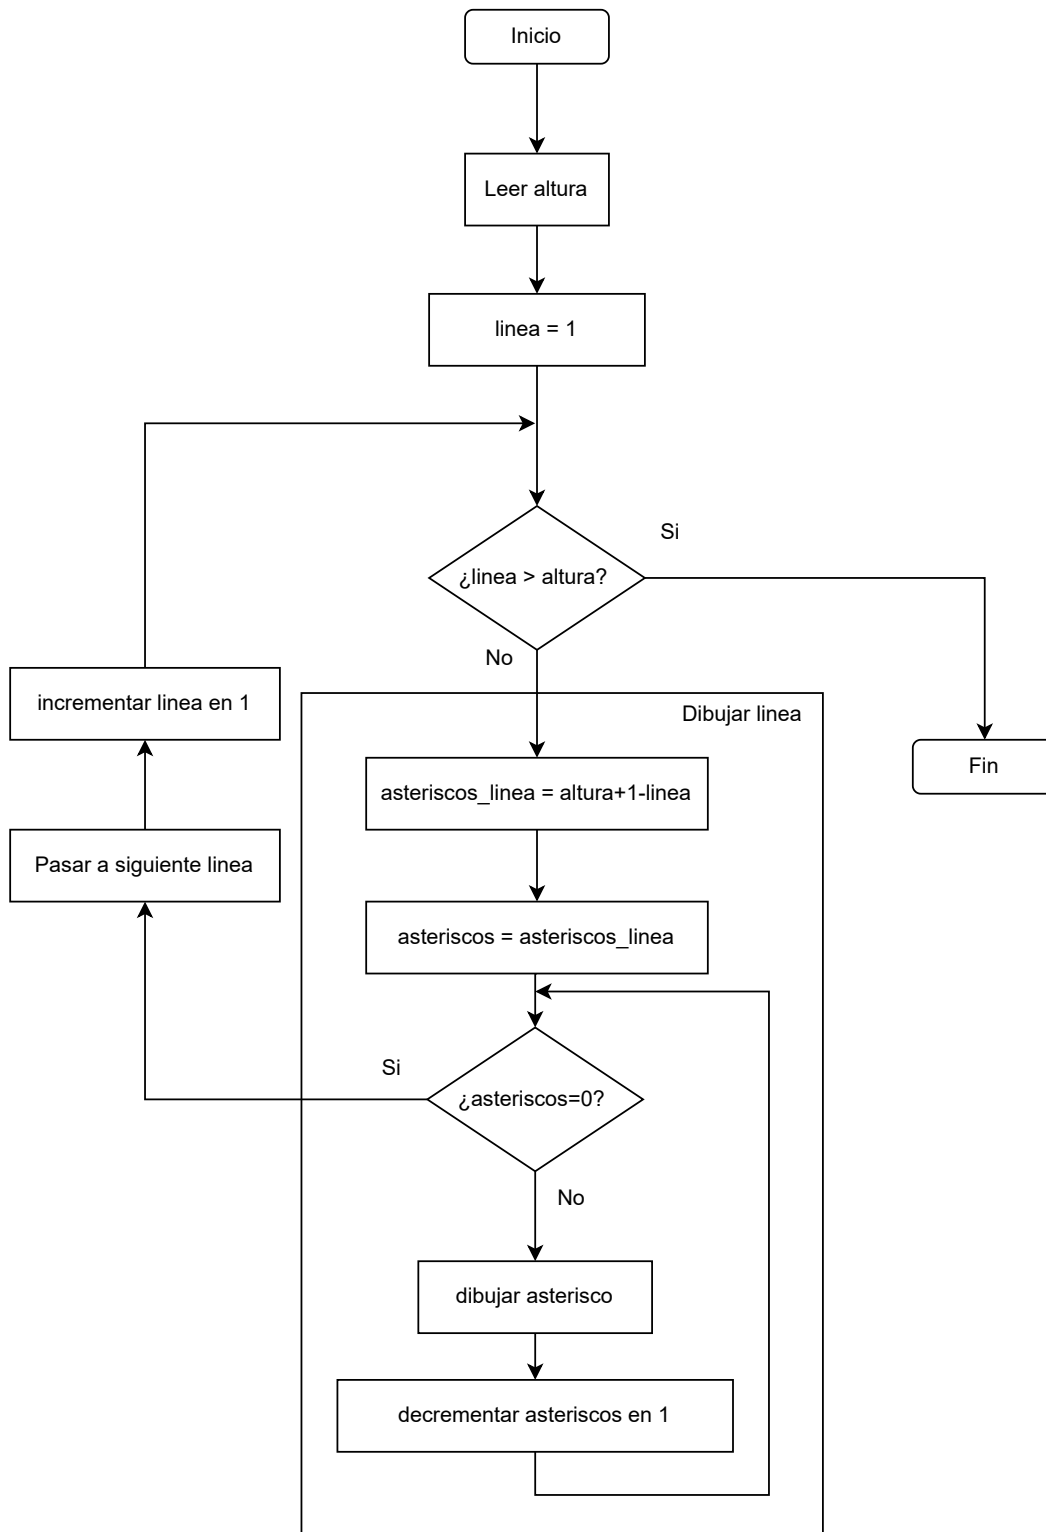 Inicio
Leer altura
linea = 1
¿linea > altura?
Si
No
Fin
incrementar linea en 1
Pasar a siguiente linea
Dibujar linea
asteriscos_linea = altura+1-linea
asteriscos = asteriscos_linea
¿asteriscos=0?
Si
No
dibujar asterisco
decrementar asteriscos en 1